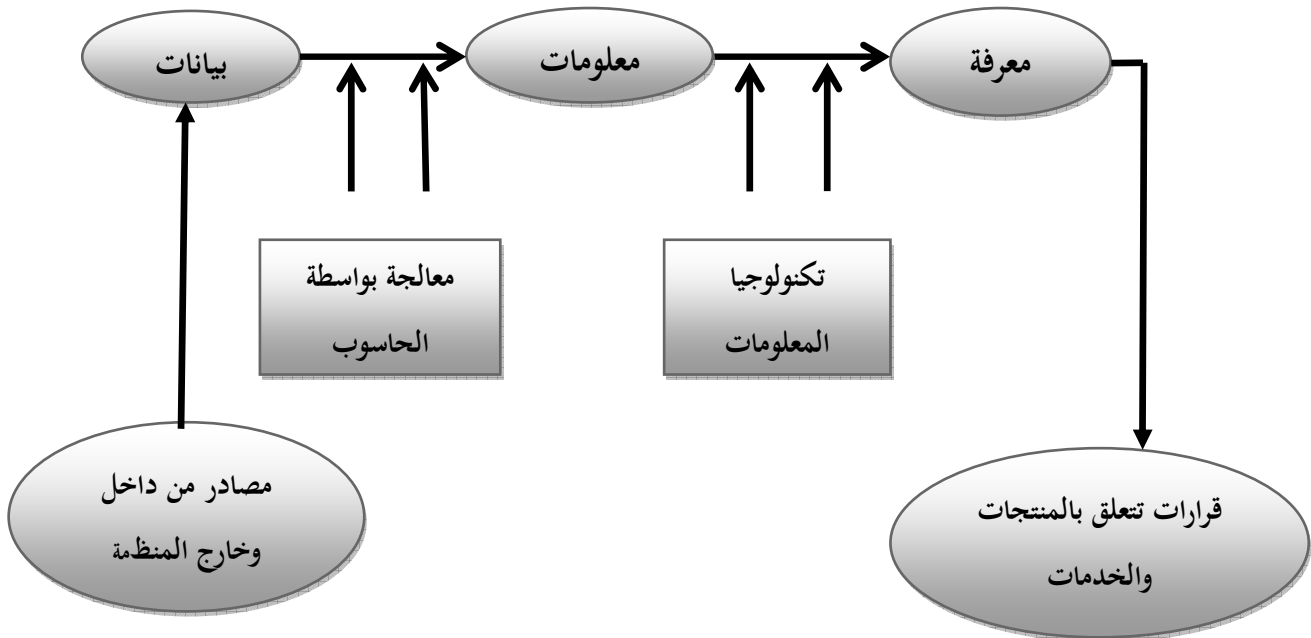 بيانات
معلومات
معرفة
معالجة بواسطة
الحاسوب
تكنولوجيا
المعلومات
مصادر من داخل
وخارج المنظمة
قرارات تتعلق بالمنتجات
والخدمات